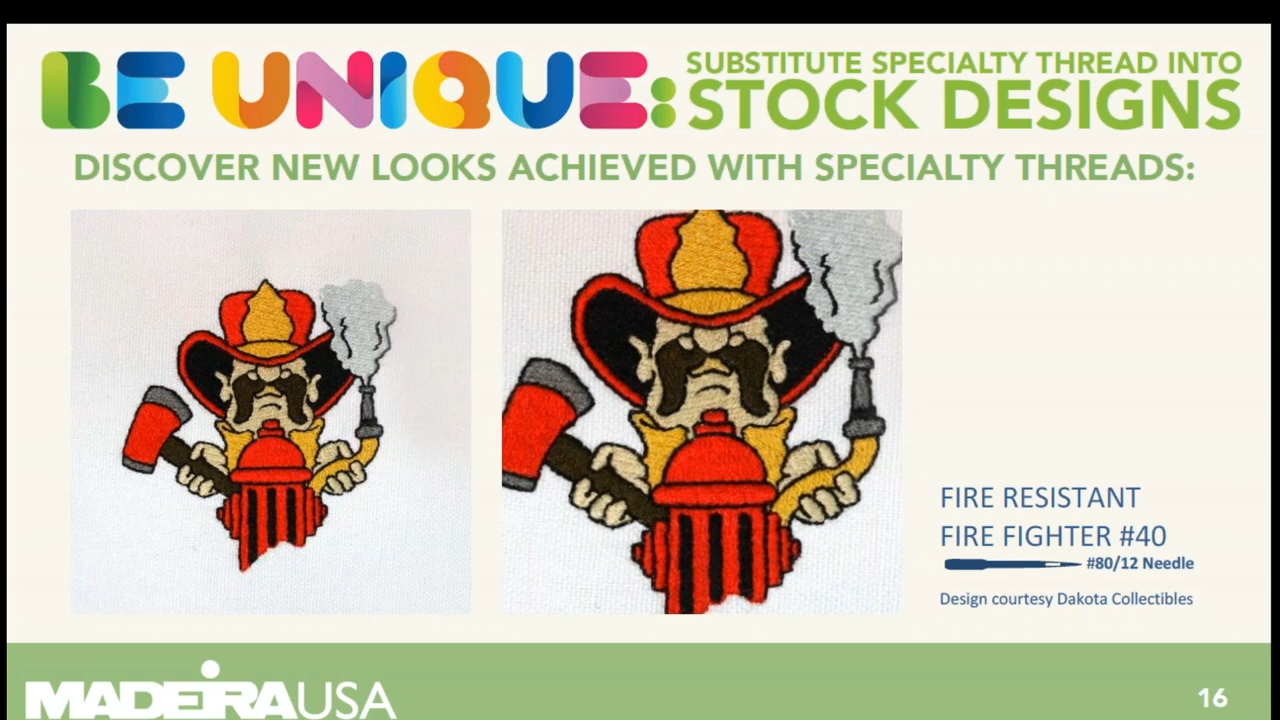 BE UNIQUE: SUBSTITUTE SPECIALTY THREAD INTO
STOCK DESIGNS
DISCOVER NEW LOOKS ACHIEVED WITH SPECIALTY THREADS:
FIRE RESISTANT
FIRE FIGHTER #40
#80/12 Needle
Design courtesy Dakota Collectibles
MADEIRA USA
16